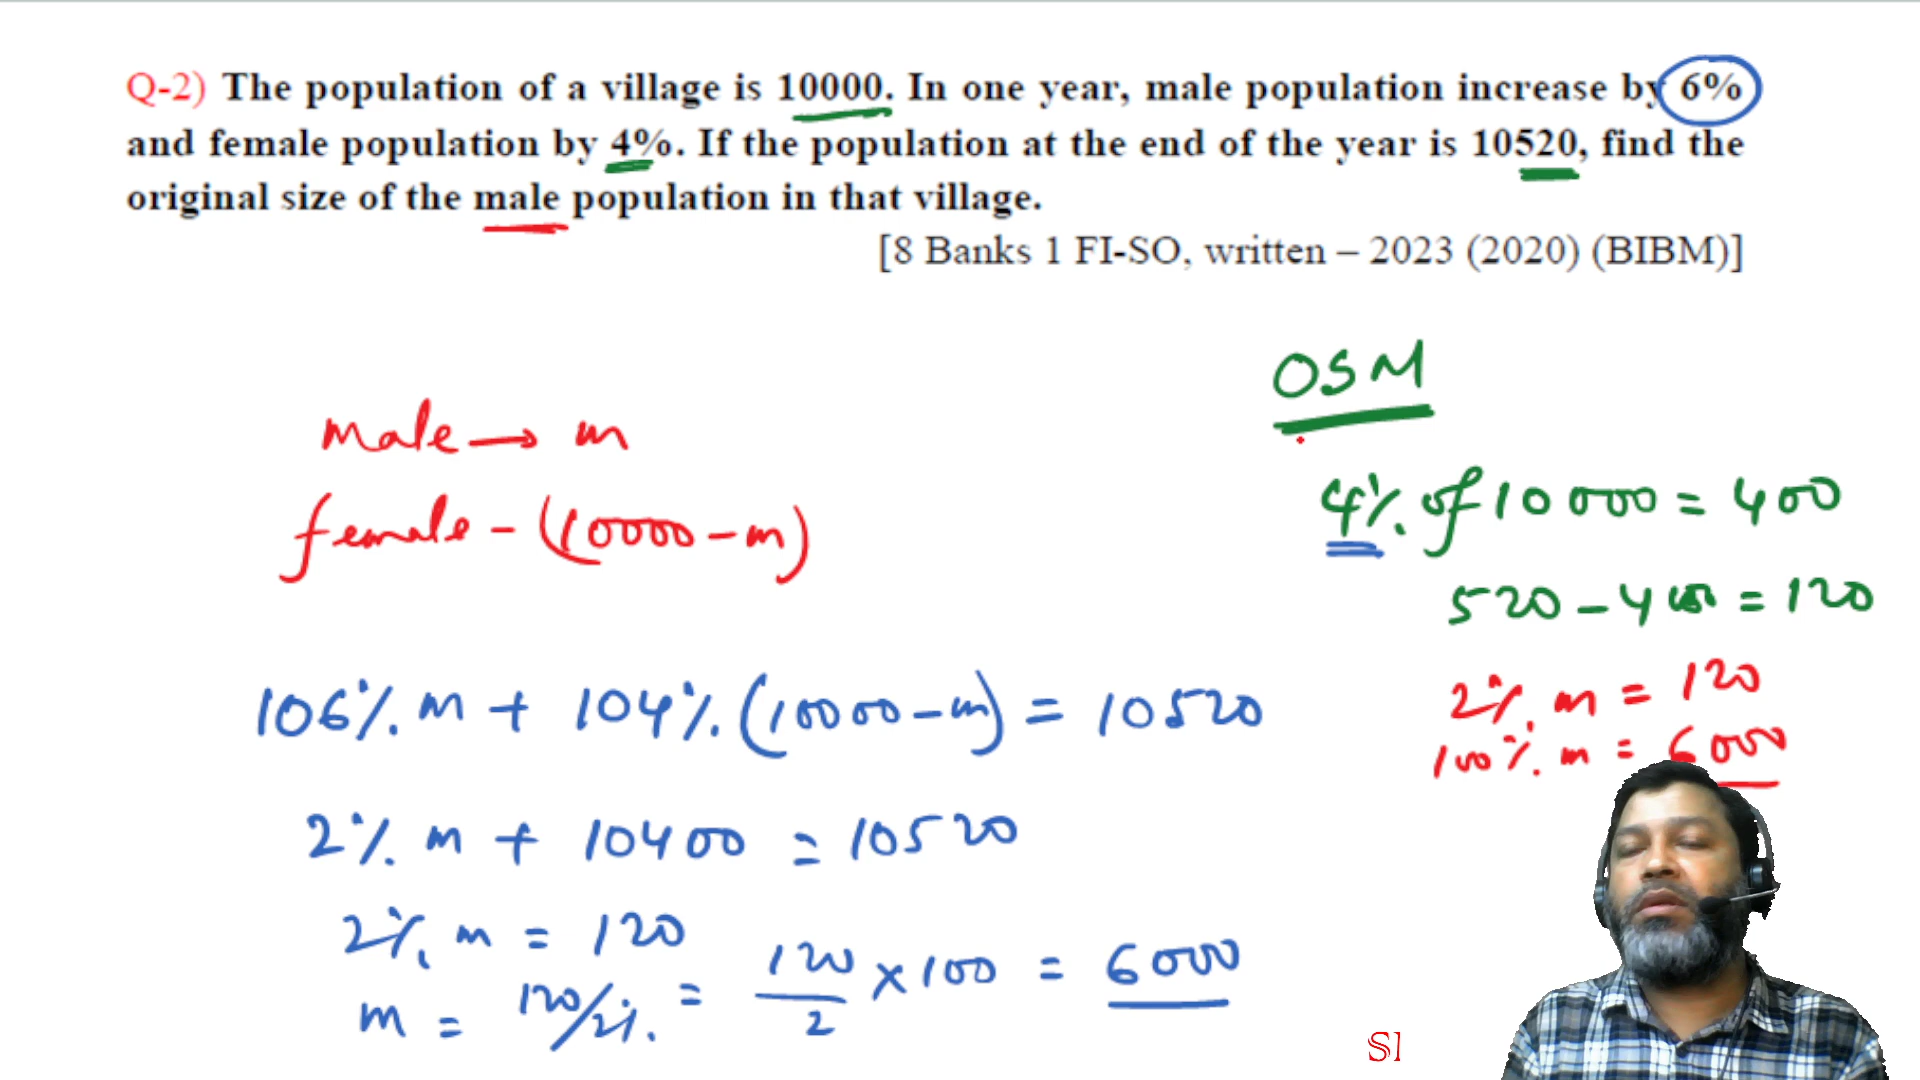 Q-2) The population of a village is 10000. In one year, male population increase by 6%
and female population by 4%. If the population at the end of the year is 10520, find the
original size of the male population in that village.
[8 Banks 1 FI-SO, written – 2023 (2020) (BIBM)]
male → m
female - (10000 - m)
106% m + 104% (10000 - m) = 10520
2% m + 10400 = 10520
2% m = 120
m = 120/2% = 120/2 × 100 = 6000
OSM
4% of 10000 = 400
520 - 400 = 120
2% m = 120
100% m = 6000